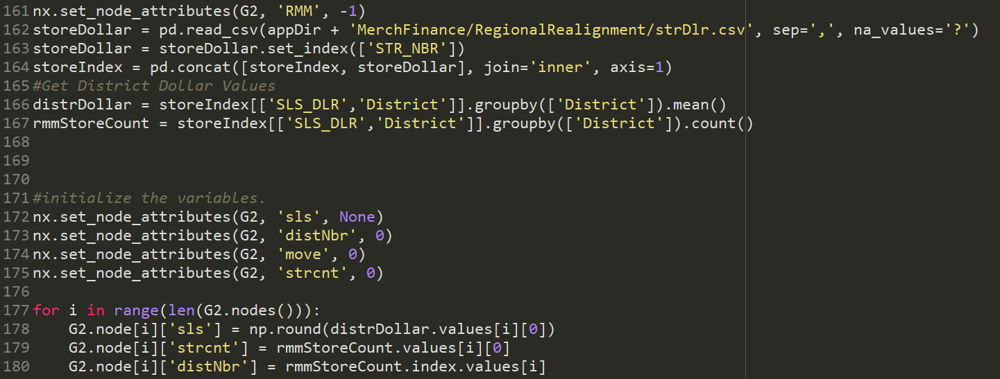 161 nx.set_node_attributes(G2, 'RMM', -1)
162 storeDollar = pd.read_csv(appDir + 'MerchFinance/RegionalRealignment/strDlr.csv', sep=',', na_values='?')
163 storeDollar = storeDollar.set_index(['STR_NBR'])
164 storeIndex = pd.concat([storeIndex, storeDollar], join='inner', axis=1)
165 #Get District Dollar Values
166 distrDollar = storeIndex[['SLS_DLR','District']].groupby(['District']).mean()
167 rmmStoreCount = storeIndex[['SLS_DLR','District']].groupby(['District']).count()
168
169
170
171 #initialize the variables.
172 nx.set_node_attributes(G2, 'sls', None)
173 nx.set_node_attributes(G2, 'distNbr', 0)
174 nx.set_node_attributes(G2, 'move', 0)
175 nx.set_node_attributes(G2, 'strcnt', 0)
176
177 for i in range(len(G2.nodes())):
178     G2.node[i]['sls'] = np.round(distrDollar.values[i][0])
179     G2.node[i]['strcnt'] = rmmStoreCount.values[i][0]
180     G2.node[i]['distNbr'] = rmmStoreCount.index.values[i]